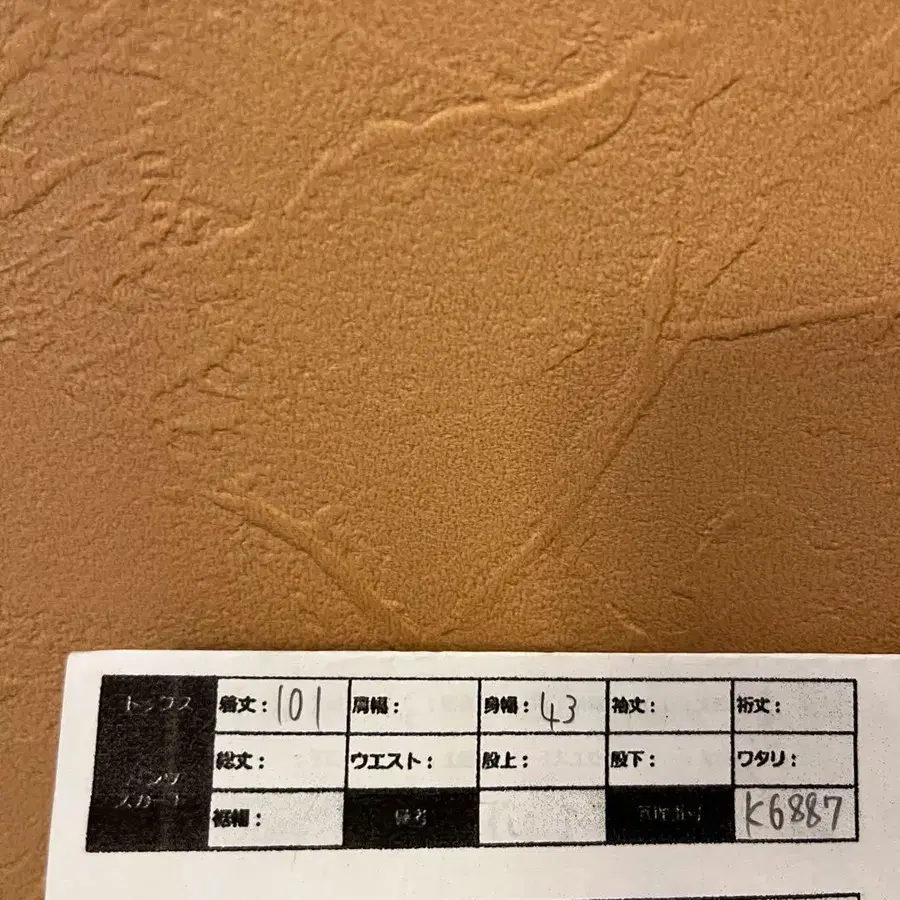 トップス 着丈：101 肩幅： 身幅：43 袖丈： 裄丈：
パンツ 総丈： ウエスト： 股上： 股下： ワタリ：
スカート 裾幅： 備考 K6887